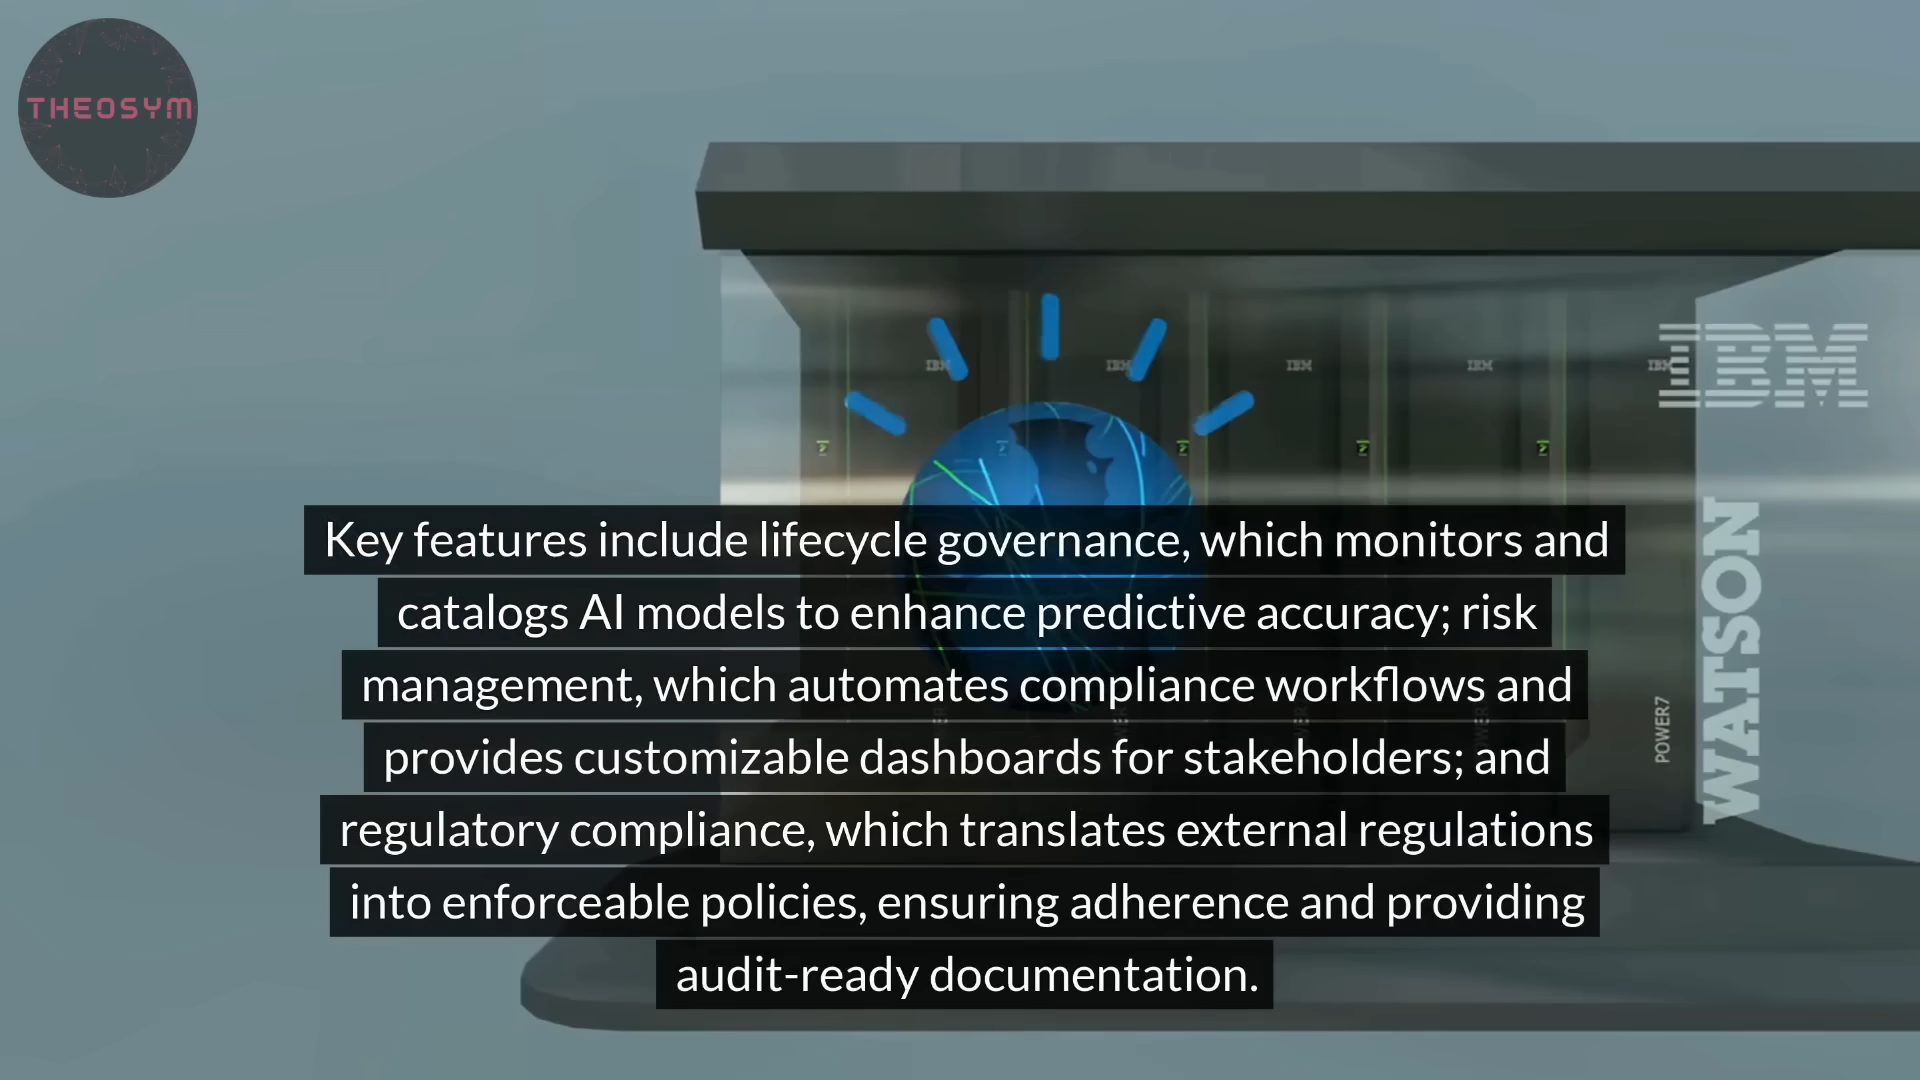 THEOSYM
IBM IBM IBM IBM IBM
IBM
WATSON
POWER7
Key features include lifecycle governance, which monitors and
catalogs AI models to enhance predictive accuracy; risk
management, which automates compliance workflows and
provides customizable dashboards for stakeholders; and
regulatory compliance, which translates external regulations
into enforceable policies, ensuring adherence and providing
audit-ready documentation.